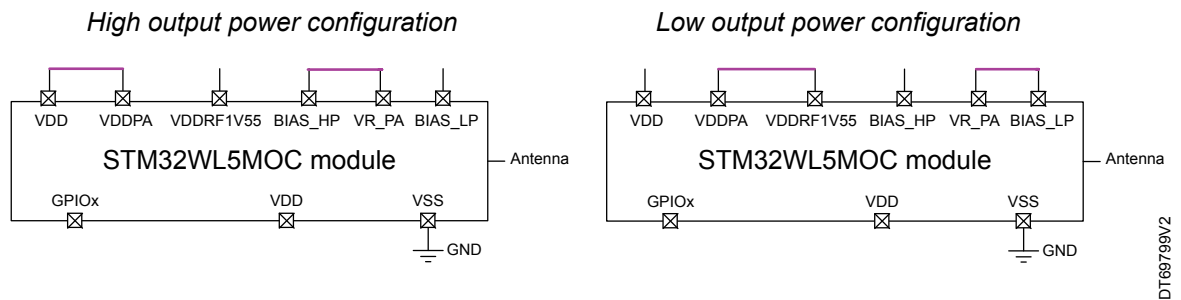 High output power configuration
Low output power configuration
VDD VDDPA VDDRF1V55 BIAS_HP VR_PA BIAS_LP
STM32WL5MOC module
Antenna
GPIOx VDD VSS
GND
VDD VDDPA VDDRF1V55 BIAS_HP VR_PA BIAS_LP
STM32WL5MOC module
Antenna
GPIOx VDD VSS
GND
DT69799V2